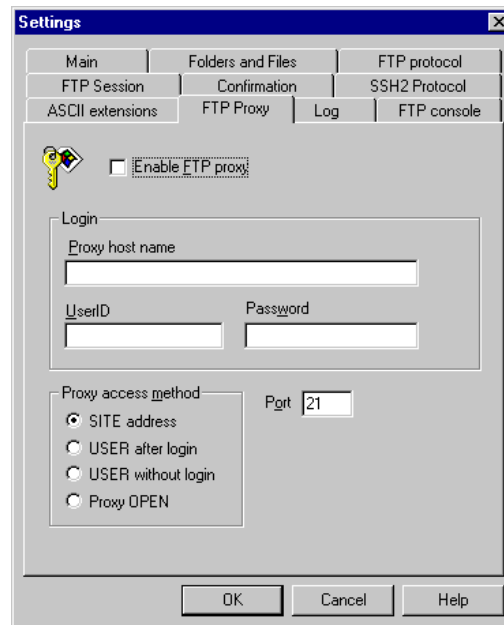 Settings
Main Folders and Files FTP protocol
FTP Session Confirmation SSH2 Protocol
ASCII extensions FTP Proxy Log FTP console
Enable FTP proxy
Login
Proxy host name
UserID Password
Proxy access method
Port 21
SITE address
USER after login
USER without login
Proxy OPEN
OK Cancel Help